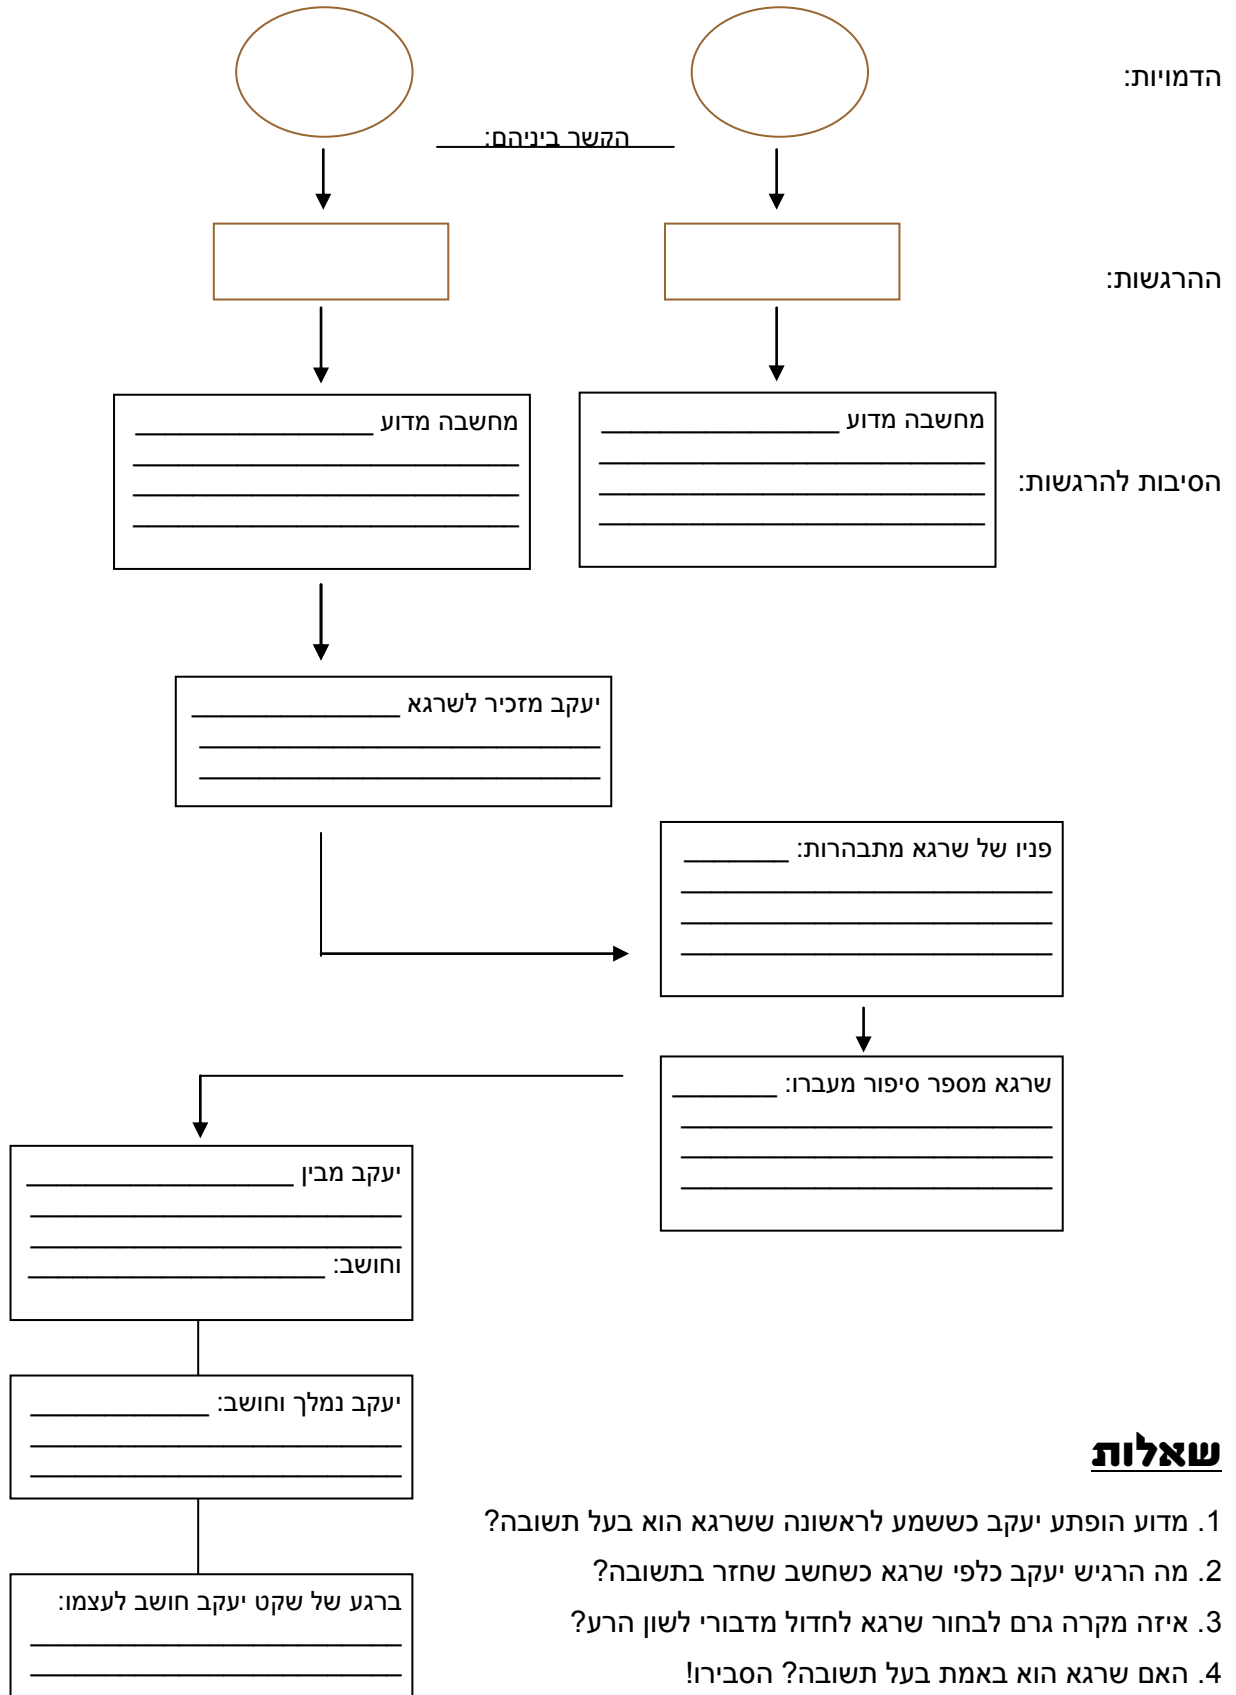 הדמויות:
הקשר ביניהם:
ההרגשות:
מחשבה מדוע
מחשבה מדוע
הסיבות להרגשות:
יעקב מזכיר לשרגא
פניו של שרגא מתבהרות:
שרגא מספר סיפור מעברו:
יעקב מבין
וחושב:
יעקב נמלך וחושב:
ברגע של שקט יעקב חושב לעצמו:
שאלות
1. מדוע הופתע יעקב כששמע לראשונה ששרגא הוא בעל תשובה?
2. מה הרגיש יעקב כלפי שרגא כשחשב שחזר בתשובה?
3. איזה מקרה גרם לבחור שרגא לחדול מדבורי לשון הרע?
4. האם שרגא הוא באמת בעל תשובה? הסבירו!